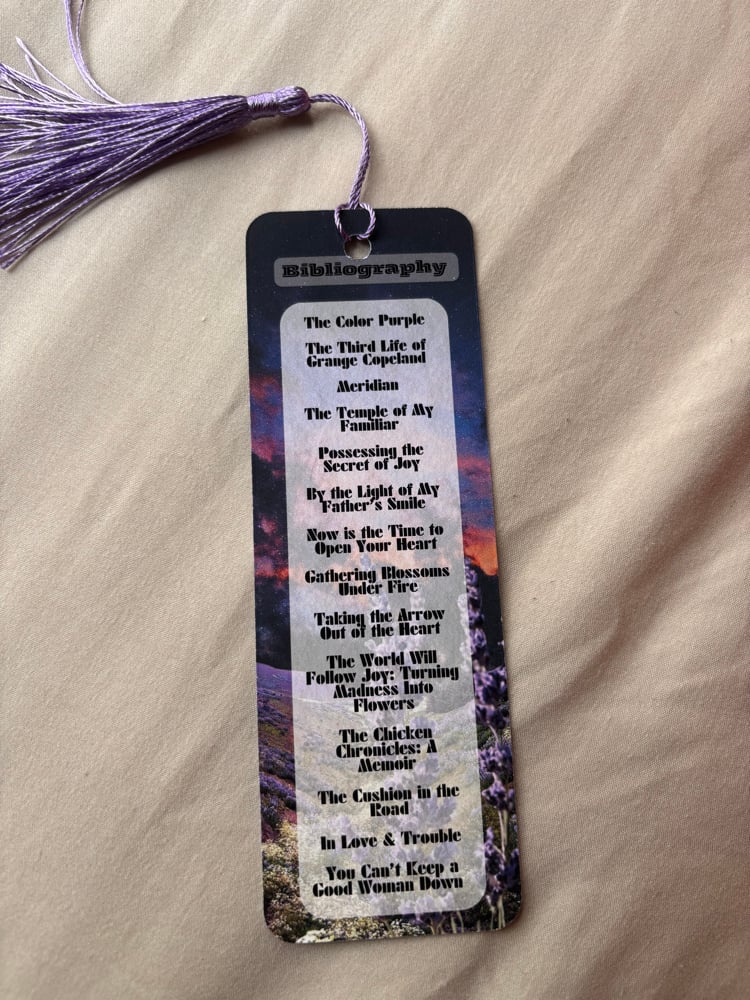 Bibliography
The Color Purple
The Third Life of
Grange Copeland
Meridian
The Temple of My
Familiar
Possessing the
Secret of Joy
By the Light of My
Father's Smile
Now is the Time to
Open Your Heart
Gathering Blossoms
Under Fire
Taking the Arrow
Out of the Heart
The World Will
Follow Joy: Turning
Madness Into
Flowers
The Chicken
Chronicles: A
Memoir
The Cushion in the
Road
In Love & Trouble
You Can't Keep a
Good Woman Down